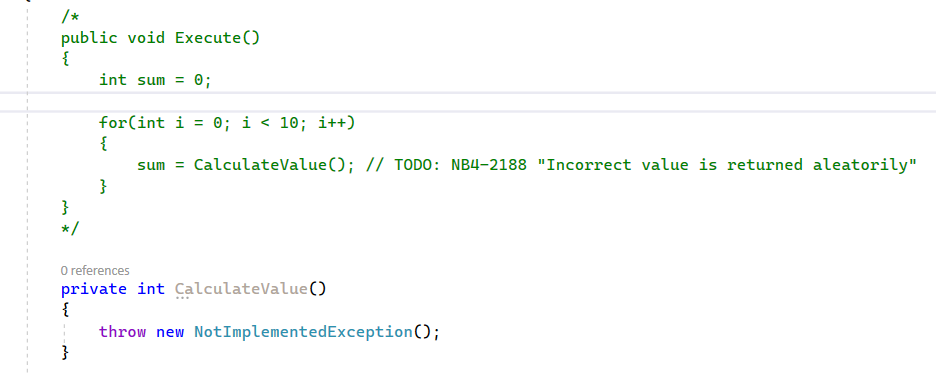 /*
public void Execute()
{
    int sum = 0;

    for(int i = 0; i < 10; i++)
    {
        sum = CalculateValue(); // TODO: NB4-2188 "Incorrect value is returned aleatorily"
    }
}
*/

0 references
private int CalculateValue()
{
    throw new NotImplementedException();
}